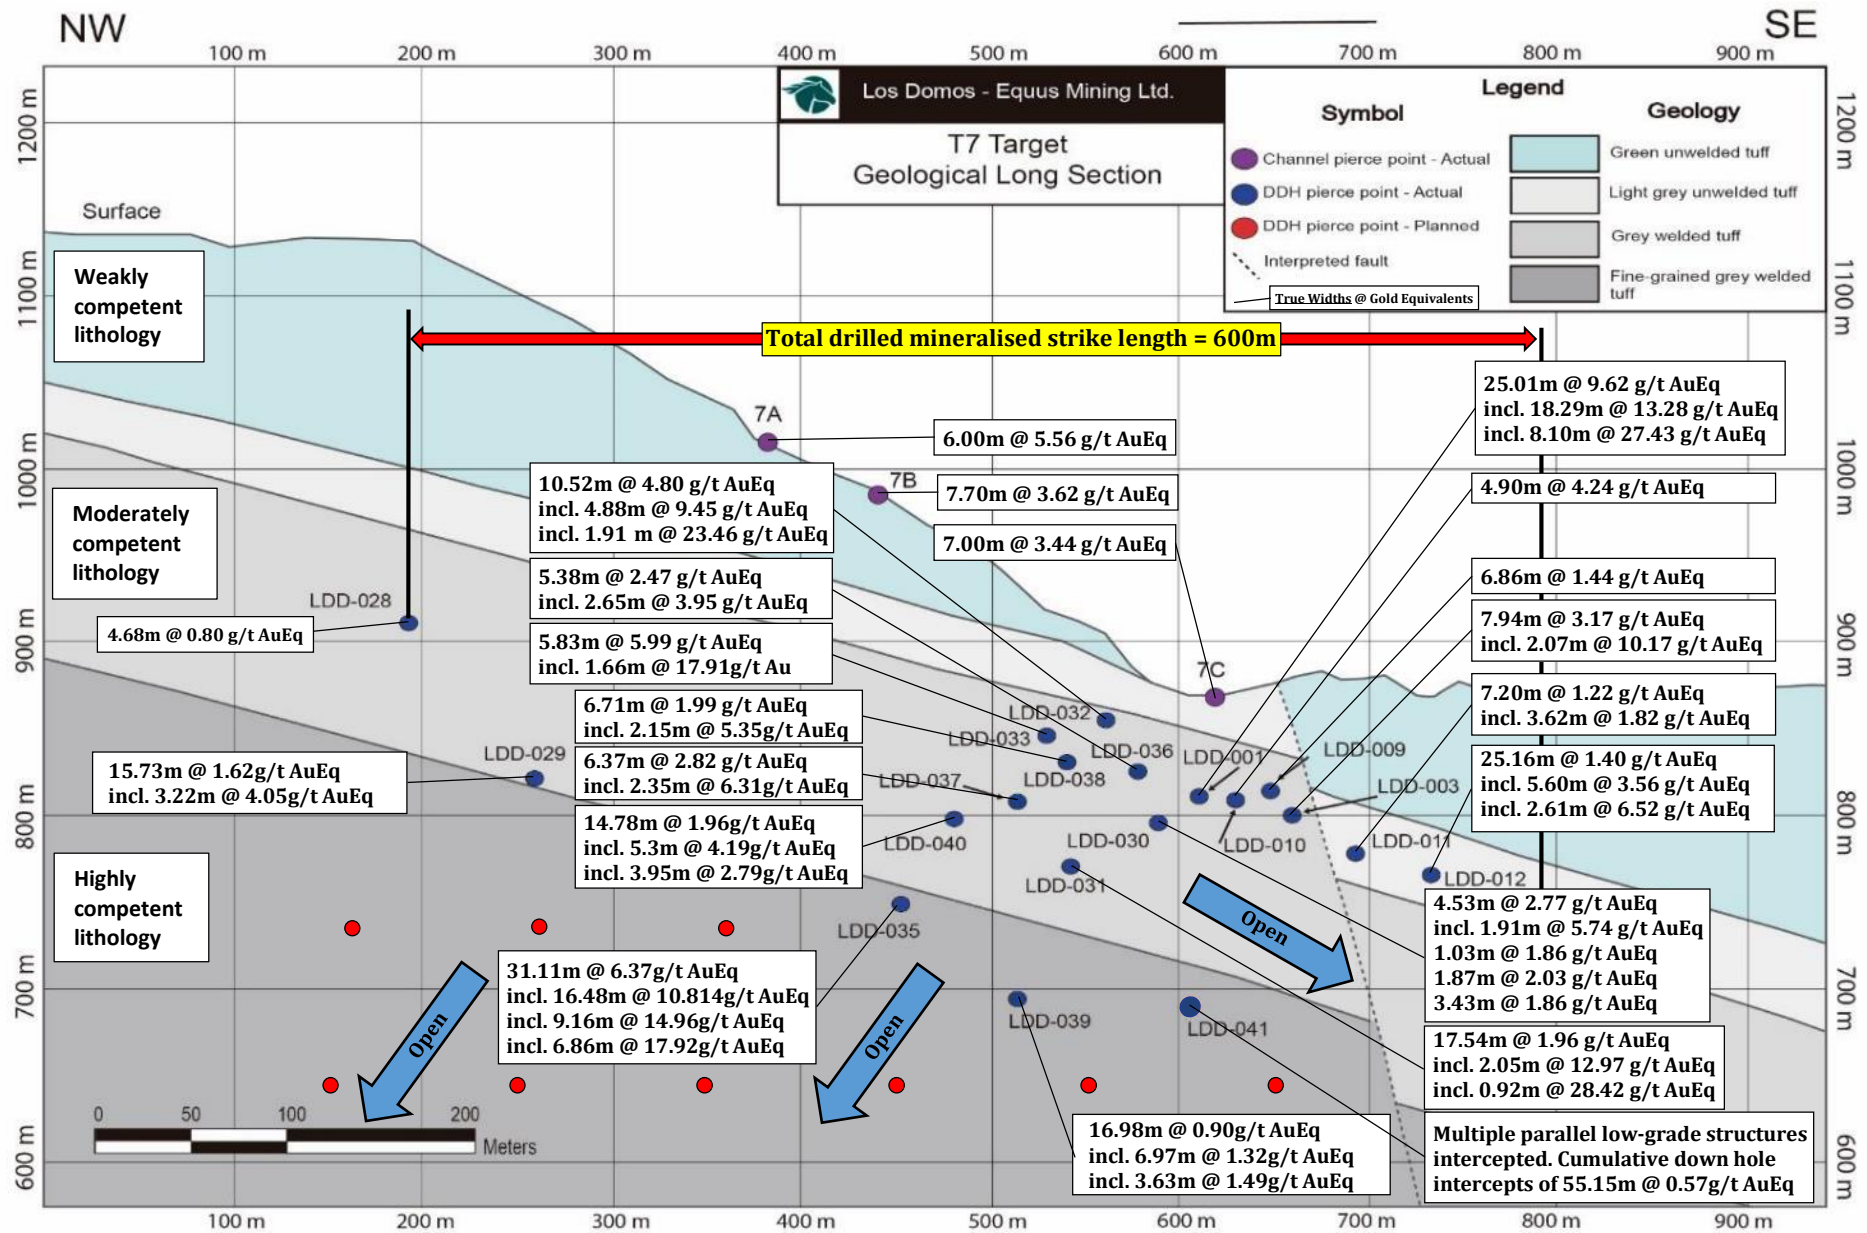 NW
SE
100 m
200 m
300 m
400 m
500 m
600 m
700 m
800 m
900 m
1200 m
1100 m
1000 m
900 m
800 m
700 m
600 m
1200 m
1100 m
1000 m
900 m
800 m
700 m
600 m
Los Domos - Equus Mining Ltd.
T7 Target
Geological Long Section
Legend
Symbol
Channel pierce point - Actual
DDH pierce point - Actual
DDH pierce point - Planned
Interpreted fault
True Widths @ Gold Equivalents
Geology
Green unwelded tuff
Light grey unwelded tuff
Grey welded tuff
Fine-grained grey welded
tuff
Surface
Weakly
competent
lithology
Total drilled mineralised strike length = 600m
25.01m @ 9.62 g/t AuEq
incl. 18.29m @ 13.28 g/t AuEq
incl. 8.10m @ 27.43 g/t AuEq
7A
6.00m @ 5.56 g/t AuEq
7B
7.70m @ 3.62 g/t AuEq
4.90m @ 4.24 g/t AuEq
10.52m @ 4.80 g/t AuEq
incl. 4.88m @ 9.45 g/t AuEq
incl. 1.91 m @ 23.46 g/t AuEq
7.00m @ 3.44 g/t AuEq
Moderately
competent
lithology
5.38m @ 2.47 g/t AuEq
incl. 2.65m @ 3.95 g/t AuEq
6.86m @ 1.44 g/t AuEq
LDD-028
4.68m @ 0.80 g/t AuEq
5.83m @ 5.99 g/t AuEq
incl. 1.66m @ 17.91g/t Au
7.94m @ 3.17 g/t AuEq
incl. 2.07m @ 10.17 g/t AuEq
7C
6.71m @ 1.99 g/t AuEq
incl. 2.15m @ 5.35g/t AuEq
7.20m @ 1.22 g/t AuEq
incl. 3.62m @ 1.82 g/t AuEq
LDD-032
LDD-033
LDD-036
LDD-001
LDD-009
LDD-029
15.73m @ 1.62g/t AuEq
incl. 3.22m @ 4.05g/t AuEq
6.37m @ 2.82 g/t AuEq
incl. 2.35m @ 6.31g/t AuEq
LDD-037
LDD-038
LDD-003
25.16m @ 1.40 g/t AuEq
incl. 5.60m @ 3.56 g/t AuEq
incl. 2.61m @ 6.52 g/t AuEq
14.78m @ 1.96g/t AuEq
incl. 5.3m @ 4.19g/t AuEq
incl. 3.95m @ 2.79g/t AuEq
LDD-040
LDD-030
LDD-010
LDD-011
LDD-031
LDD-012
Highly
competent
lithology
LDD-035
Open
4.53m @ 2.77 g/t AuEq
incl. 1.91m @ 5.74 g/t AuEq
1.03m @ 1.86 g/t AuEq
1.87m @ 2.03 g/t AuEq
3.43m @ 1.86 g/t AuEq
31.11m @ 6.37g/t AuEq
incl. 16.48m @ 10.814g/t AuEq
incl. 9.16m @ 14.96g/t AuEq
incl. 6.86m @ 17.92g/t AuEq
Open
Open
LDD-039
LDD-041
17.54m @ 1.96 g/t AuEq
incl. 2.05m @ 12.97 g/t AuEq
incl. 0.92m @ 28.42 g/t AuEq
0
50
100
200
Meters
16.98m @ 0.90g/t AuEq
incl. 6.97m @ 1.32g/t AuEq
incl. 3.63m @ 1.49g/t AuEq
Multiple parallel low-grade structures
intercepted. Cumulative down hole
intercepts of 55.15m @ 0.57g/t AuEq
100 m
200 m
300 m
400 m
500 m
600 m
700 m
800 m
900 m